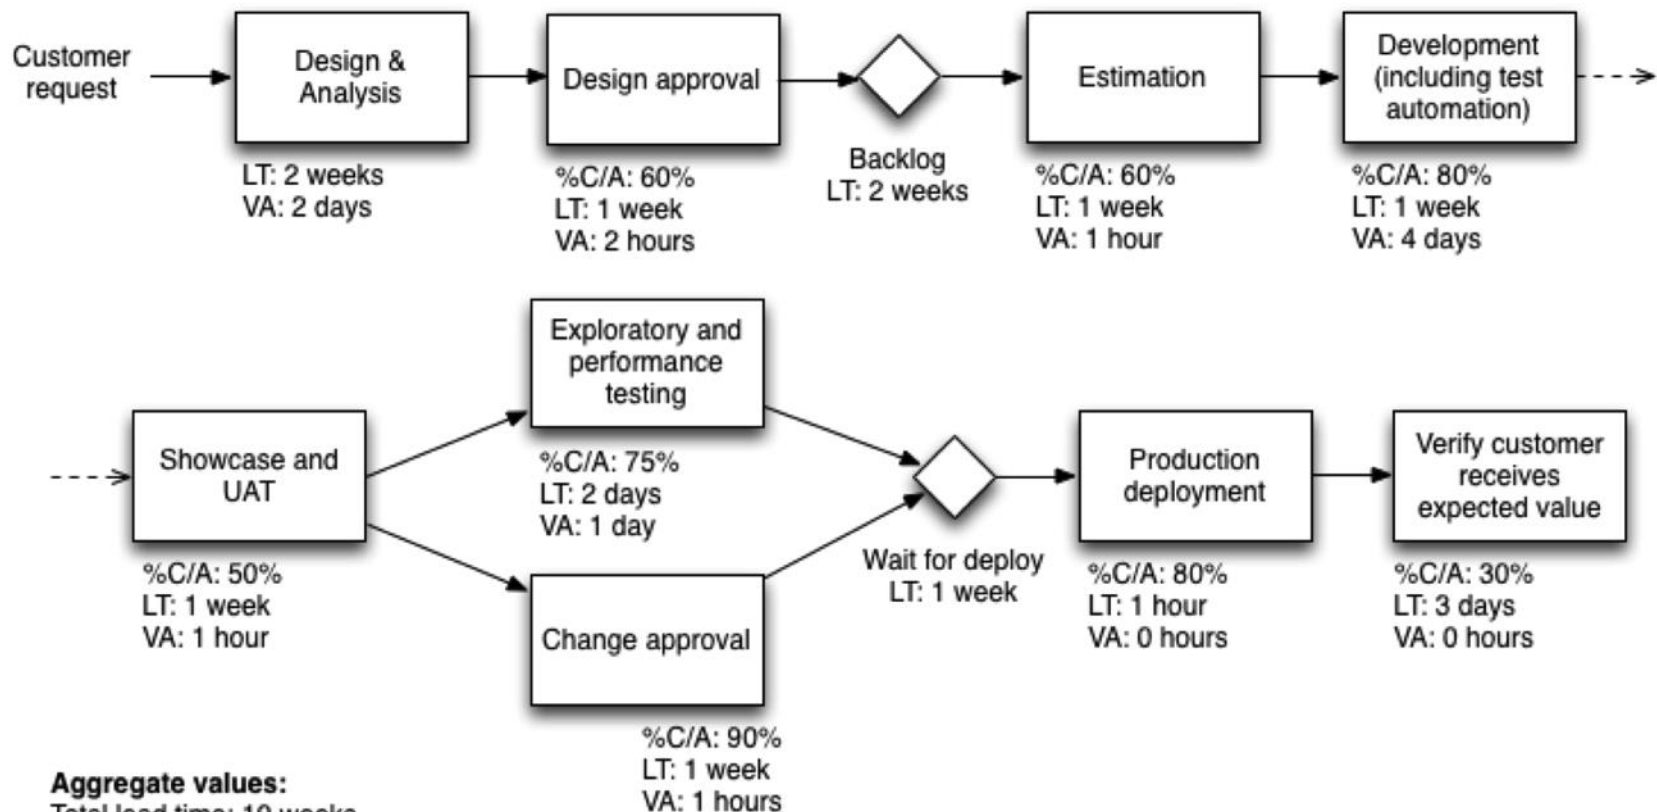 Customer
request
Design &
Analysis
LT: 2 weeks
VA: 2 days
Design approval
%C/A: 60%
LT: 1 week
VA: 2 hours
Backlog
LT: 2 weeks
Estimation
%C/A: 60%
LT: 1 week
VA: 1 hour
Development
(including test
automation)
%C/A: 80%
LT: 1 week
VA: 4 days
Showcase and
UAT
%C/A: 50%
LT: 1 week
VA: 1 hour
Exploratory and
performance
testing
%C/A: 75%
LT: 2 days
VA: 1 day
Change approval
%C/A: 90%
LT: 1 week
VA: 1 hours
Wait for deploy
LT: 1 week
Production
deployment
%C/A: 80%
LT: 1 hour
VA: 0 hours
Verify customer
receives
expected value
%C/A: 30%
LT: 3 days
VA: 0 hours
Aggregate values:
Total lead time: 10 weeks